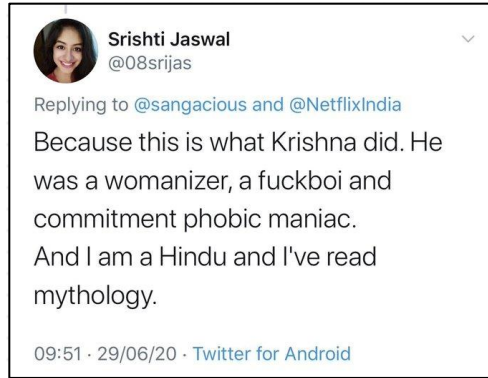 Srishti Jaswal
@08srijas
Replying to @sangacious and @NetflixIndia
Because this is what Krishna did. He
was a womanizer, a fuckboi and
commitment phobic maniac.
And I am a Hindu and I've read
mythology.
09:51 · 29/06/20 · Twitter for Android